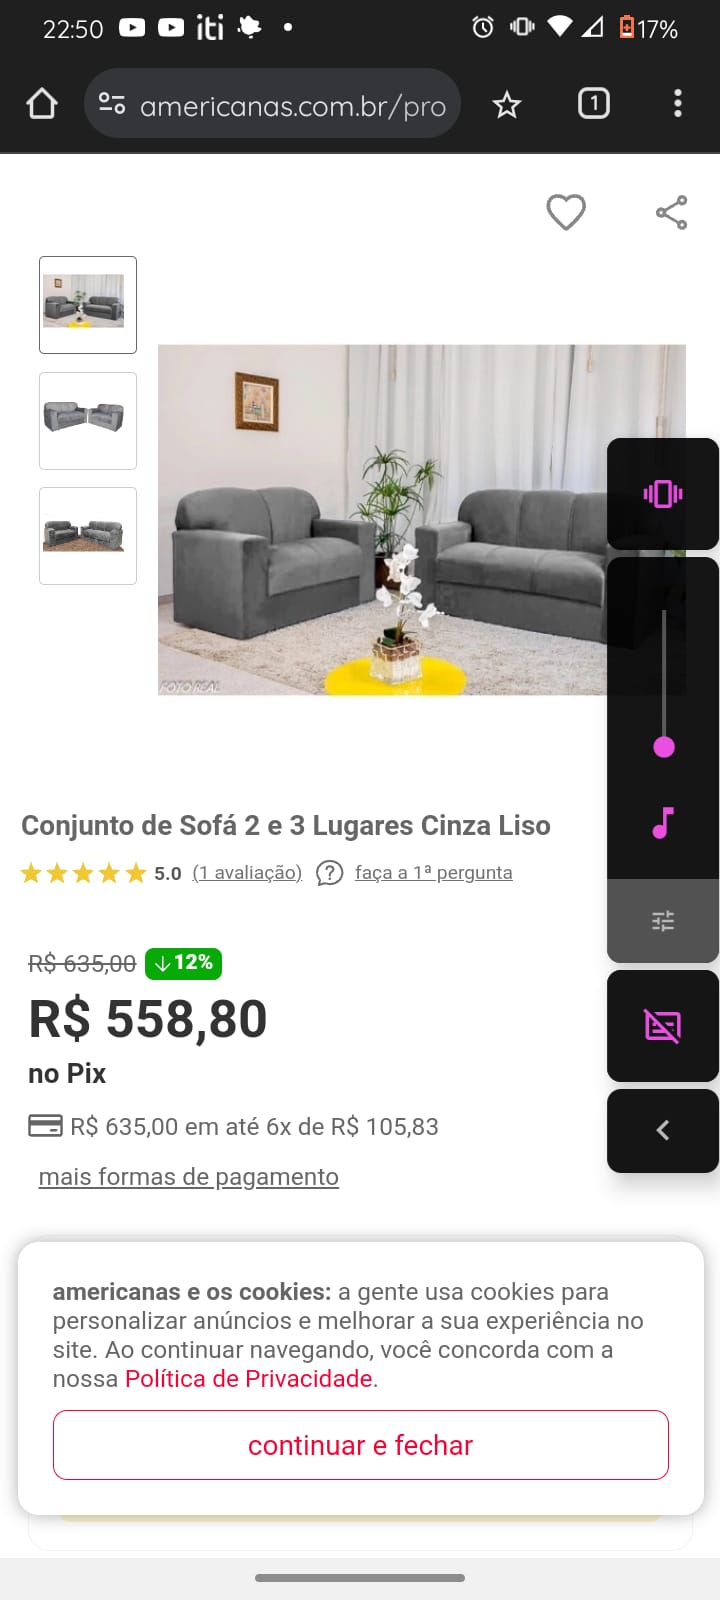 22:50 iti 17%
americanas.com.br/pro 1
FOTO REAL
Conjunto de Sofá 2 e 3 Lugares Cinza Liso
5.0 (1 avaliação) ? faça a 1ª pergunta
R$ 635,00 12%
R$ 558,80
no Pix
R$ 635,00 em até 6x de R$ 105,83
mais formas de pagamento
americanas e os cookies: a gente usa cookies para
personalizar anúncios e melhorar a sua experiência no
site. Ao continuar navegando, você concorda com a
nossa Política de Privacidade.
continuar e fechar